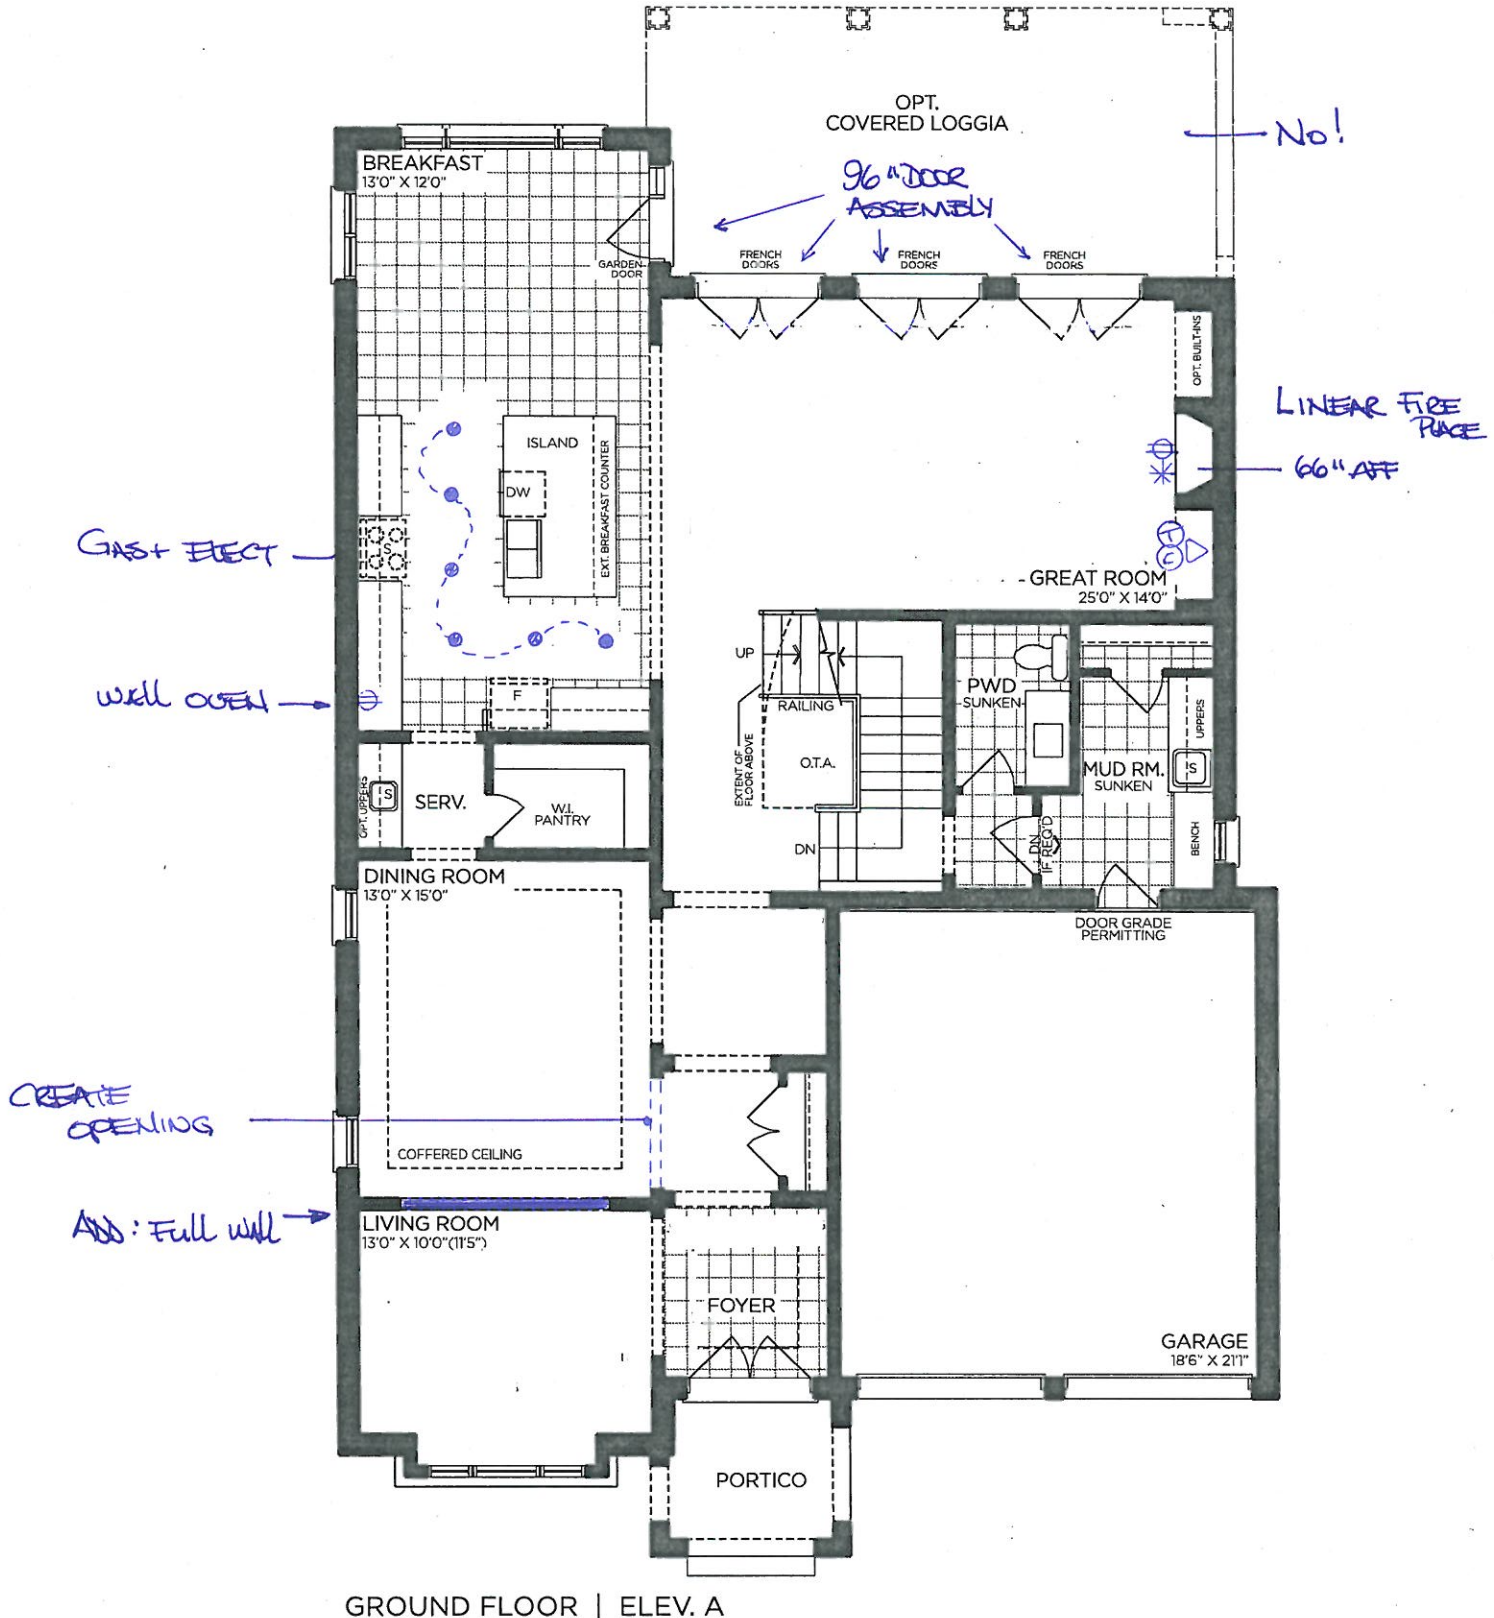 OPT.
COVERED LOGGIA
No!
96" DOOR
ASSEMBLY
BREAKFAST
13'0" X 12'0"
GARDEN
DOOR
FRENCH
DOORS
FRENCH
DOORS
FRENCH
DOORS
OPT. BUILT-INS
LINEAR FIRE
PLACE
66" AFF
ISLAND
DW
EXT. BREAKFAST COUNTER
GAS + ELECT
S
T
C
GREAT ROOM
25'0" X 14'0"
UP
RAILING
EXTENT OF
FLOOR ABOVE
O.T.A.
DN
PWD
SUNKEN
UPPERS
MUD RM.
SUNKEN
S
BENCH
DN
IF REQ'D
WALL OVEN
F
OPT. UPPERS
S
SERV.
W.I.
PANTRY
DINING ROOM
13'0" X 15'0"
DOOR GRADE
PERMITTING
CREATE
OPENING
COFFERED CEILING
ADD: FULL WALL
LIVING ROOM
13'0" X 10'0"(11'5")
FOYER
GARAGE
18'6" X 21'1"
PORTICO
GROUND FLOOR | ELEV. A